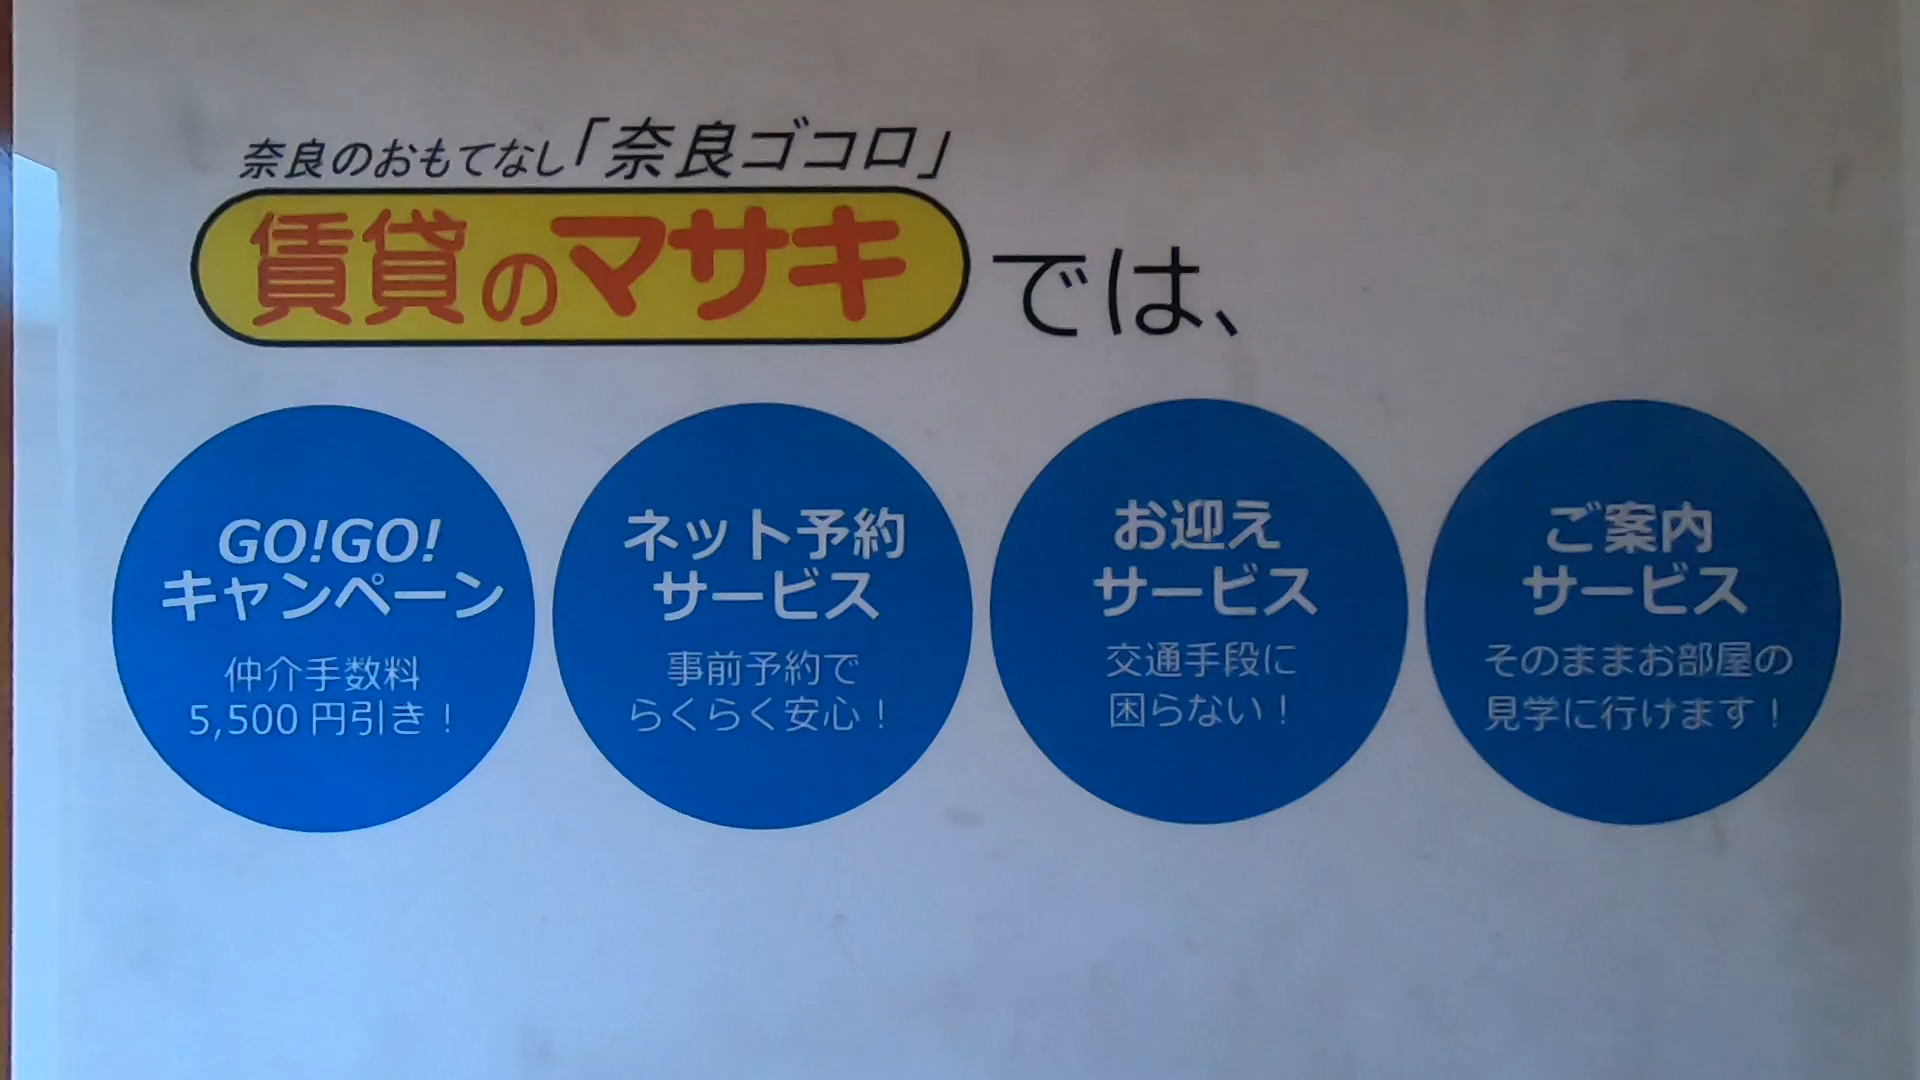 奈良のおもてなし「奈良ゴコロ」
賃貸のマサキでは、
GO!GO!
キャンペーン
仲介手数料
5,500 円引き！
ネット予約
サービス
事前予約で
らくらく安心！
お迎え
サービス
交通手段に
困らない！
ご案内
サービス
そのままお部屋の
見学に行けます！